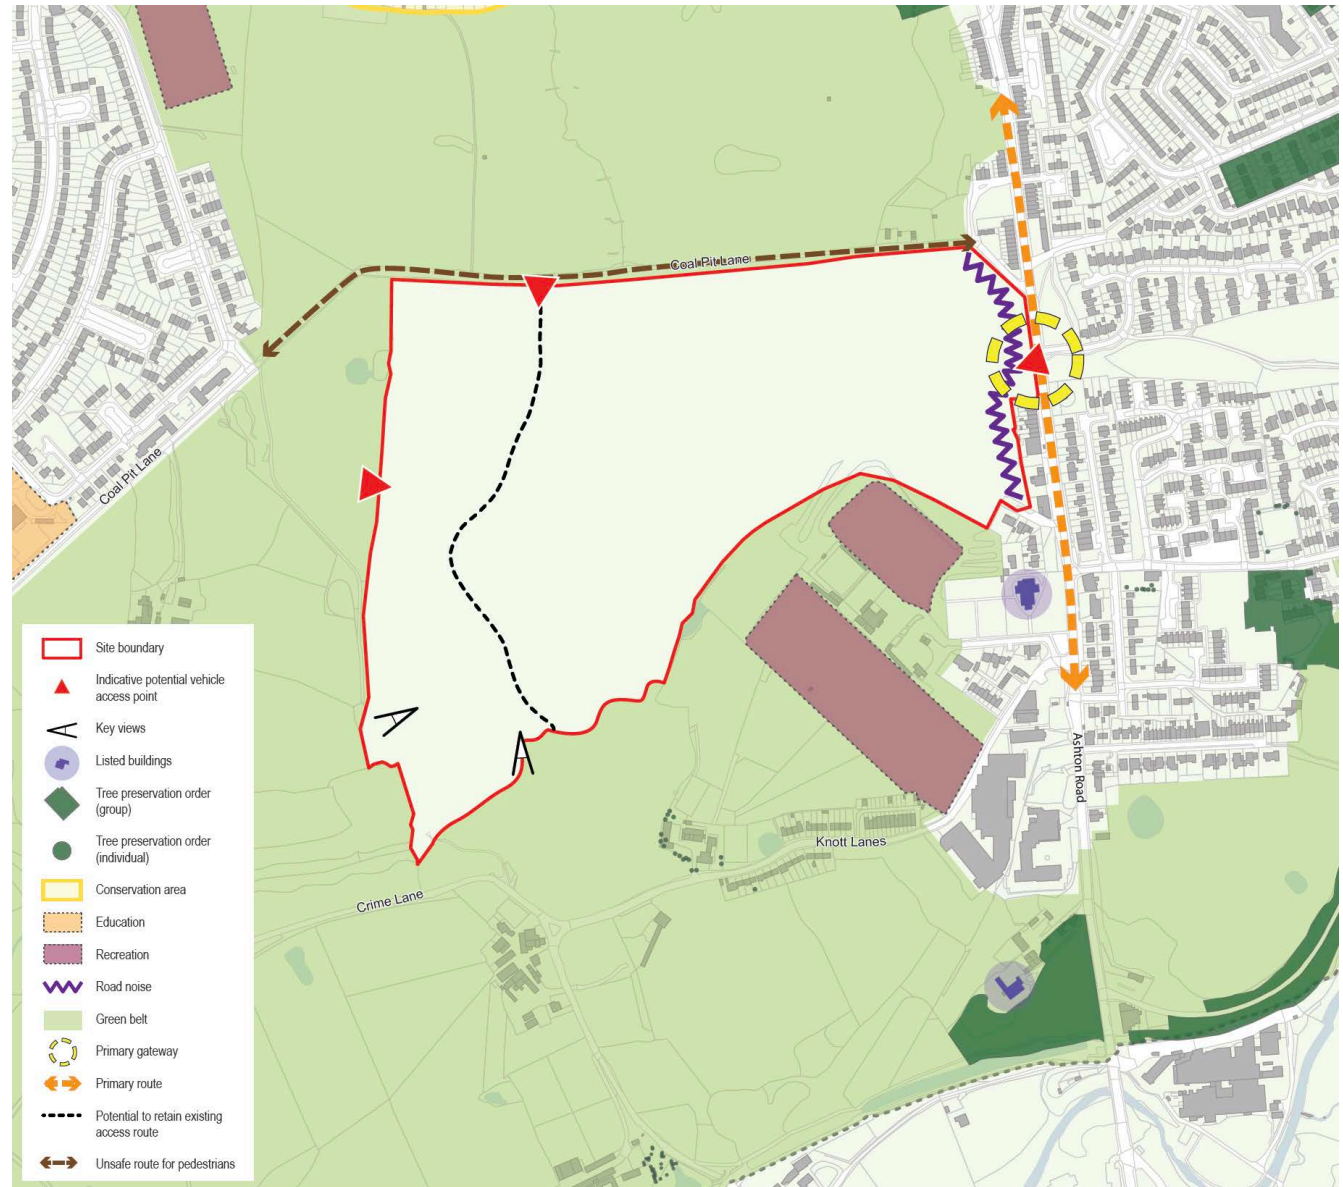 Coal Pit Lane
Coal Pit Lane
Ashton Road
Knott Lanes
Crime Lane
Site boundary
Indicative potential vehicle
access point
Key views
Listed buildings
Tree preservation order
(group)
Tree preservation order
(individual)
Conservation area
Education
Recreation
Road noise
Green belt
Primary gateway
Primary route
Potential to retain existing
access route
Unsafe route for pedestrians